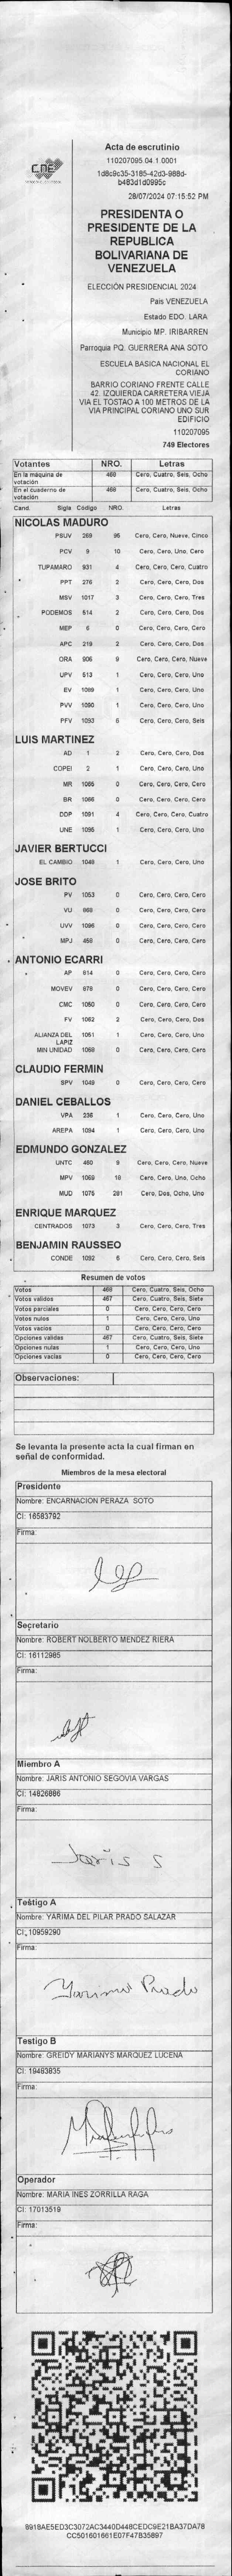 CNE
Acta de escrutinio
110207095.04.1.0001
1d8c9c35-3185-42d3-988d-
b483d1d0995c
28/07/2024 07:15:52 PM
PRESIDENTA O
PRESIDENTE DE LA
REPUBLICA
BOLIVARIANA DE
VENEZUELA
ELECCIÓN PRESIDENCIAL 2024
País VENEZUELA
Estado EDO. LARA
Municipio MP. IRIBARREN
Parroquia PQ. GUERRERA ANA SOTO
ESCUELA BASICA NACIONAL EL
CORIANO
BARRIO CORIANO FRENTE CALLE
42. IZQUIERDA CARRETERA VIEJA
VIA EL TOSTAO A 100 METROS DE LA
VIA PRINCIPAL CORIANO UNO SUR
EDIFICIO
110207095
749 Electores
Votantes NRO. Letras
En la máquina de votación 468 Cero, Cuatro, Seis, Ocho
En el cuaderno de votación 468 Cero, Cuatro, Seis, Ocho
Cand. Sigla Código NRO. Letras
NICOLAS MADURO
PSUV 269 95 Cero, Cero, Nueve, Cinco
PCV 9 10 Cero, Cero, Uno, Cero
TUPAMARO 931 4 Cero, Cero, Cero, Cuatro
PPT 276 2 Cero, Cero, Cero, Dos
MSV 1017 3 Cero, Cero, Cero, Tres
PODEMOS 514 2 Cero, Cero, Cero, Dos
MEP 6 0 Cero, Cero, Cero, Cero
APC 219 2 Cero, Cero, Cero, Dos
ORA 906 9 Cero, Cero, Cero, Nueve
UPV 513 1 Cero, Cero, Cero, Uno
EV 1089 1 Cero, Cero, Cero, Uno
PVV 1090 1 Cero, Cero, Cero, Uno
PFV 1093 6 Cero, Cero, Cero, Seis
LUIS MARTINEZ
AD 1 2 Cero, Cero, Cero, Dos
COPEI 2 1 Cero, Cero, Cero, Uno
MR 1065 0 Cero, Cero, Cero, Cero
BR 1066 0 Cero, Cero, Cero, Cero
DDP 1091 4 Cero, Cero, Cero, Cuatro
UNE 1095 1 Cero, Cero, Cero, Uno
JAVIER BERTUCCI
EL CAMBIO 1048 1 Cero, Cero, Cero, Uno
JOSE BRITO
PV 1053 0 Cero, Cero, Cero, Cero
VU 868 0 Cero, Cero, Cero, Cero
UVV 1096 0 Cero, Cero, Cero, Cero
MPJ 458 0 Cero, Cero, Cero, Cero
ANTONIO ECARRI
AP 814 0 Cero, Cero, Cero, Cero
MOVEV 878 0 Cero, Cero, Cero, Cero
CMC 1050 0 Cero, Cero, Cero, Cero
FV 1062 2 Cero, Cero, Cero, Dos
ALIANZA DEL LAPIZ 1051 1 Cero, Cero, Cero, Uno
MIN UNIDAD 1068 0 Cero, Cero, Cero, Cero
CLAUDIO FERMIN
SPV 1049 0 Cero, Cero, Cero, Cero
DANIEL CEBALLOS
VPA 236 1 Cero, Cero, Cero, Uno
AREPA 1094 1 Cero, Cero, Cero, Uno
EDMUNDO GONZALEZ
UNTC 480 9 Cero, Cero, Cero, Nueve
MPV 1069 18 Cero, Cero, Uno, Ocho
MUD 1075 281 Cero, Dos, Ocho, Uno
ENRIQUE MARQUEZ
CENTRADOS 1073 3 Cero, Cero, Cero, Tres
BENJAMIN RAUSSEO
CONDE 1092 6 Cero, Cero, Cero, Seis
Resumen de votos
Votos 468 Cero, Cuatro, Seis, Ocho
Votos validos 467 Cero, Cuatro, Seis, Siete
Votos parciales 0 Cero, Cero, Cero, Cero
Votos nulos 1 Cero, Cero, Cero, Uno
Votos vacios 0 Cero, Cero, Cero, Cero
Opciones validas 467 Cero, Cuatro, Seis, Siete
Opciones nulas 1 Cero, Cero, Cero, Uno
Opciones vacias 0 Cero, Cero, Cero, Cero
Observaciones:
Se levanta la presente acta la cual firman en
señal de conformidad.
Miembros de la mesa electoral
Presidente
Nombre: ENCARNACION PERAZA SOTO
CI: 16583792
Firma:
Secretario
Nombre: ROBERT NOLBERTO MENDEZ RIERA
CI: 16112985
Firma:
Miembro A
Nombre: JARIS ANTONIO SEGOVIA VARGAS
CI: 14826886
Firma:
Jaris S
Testigo A
Nombre: YARIMA DEL PILAR PRADO SALAZAR
CI: 10959290
Firma:
Yarima Prado
Testigo B
Nombre: GREIDY MARIANYS MARQUEZ LUCENA
CI: 19483835
Firma:
Operador
Nombre: MARIA INES ZORRILLA RAGA
CI: 17013519
Firma:
8918AE5ED3C3072AC3440D448CEDC9E21BA37DA78
CC501601661E07F47B35897